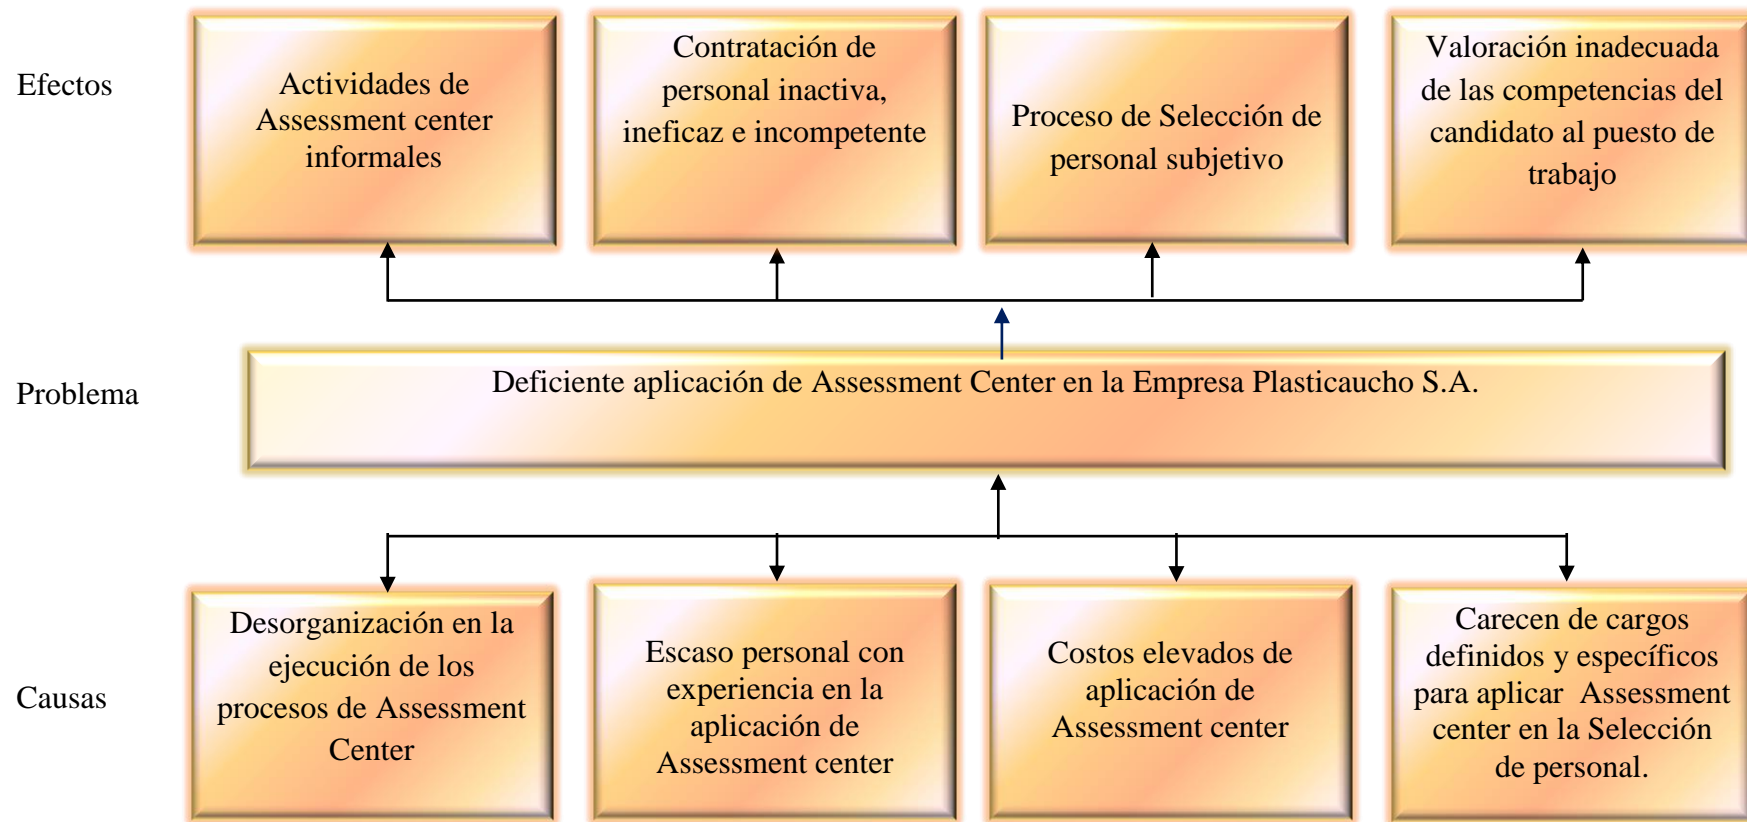 Efectos
Actividades de
Assessment center
informales
Contratación de
personal inactiva,
ineficaz e incompetente
Proceso de Selección de
personal subjetivo
Valoración inadecuada
de las competencias del
candidato al puesto de
trabajo
Problema
Deficiente aplicación de Assessment Center en la Empresa Plasticaucho S.A.
Causas
Desorganización en la
ejecución de los
procesos de Assessment
Center
Escaso personal con
experiencia en la
aplicación de
Assessment center
Costos elevados de
aplicación de
Assessment center
Carecen de cargos
definidos y específicos
para aplicar  Assessment
center en la Selección
de personal.